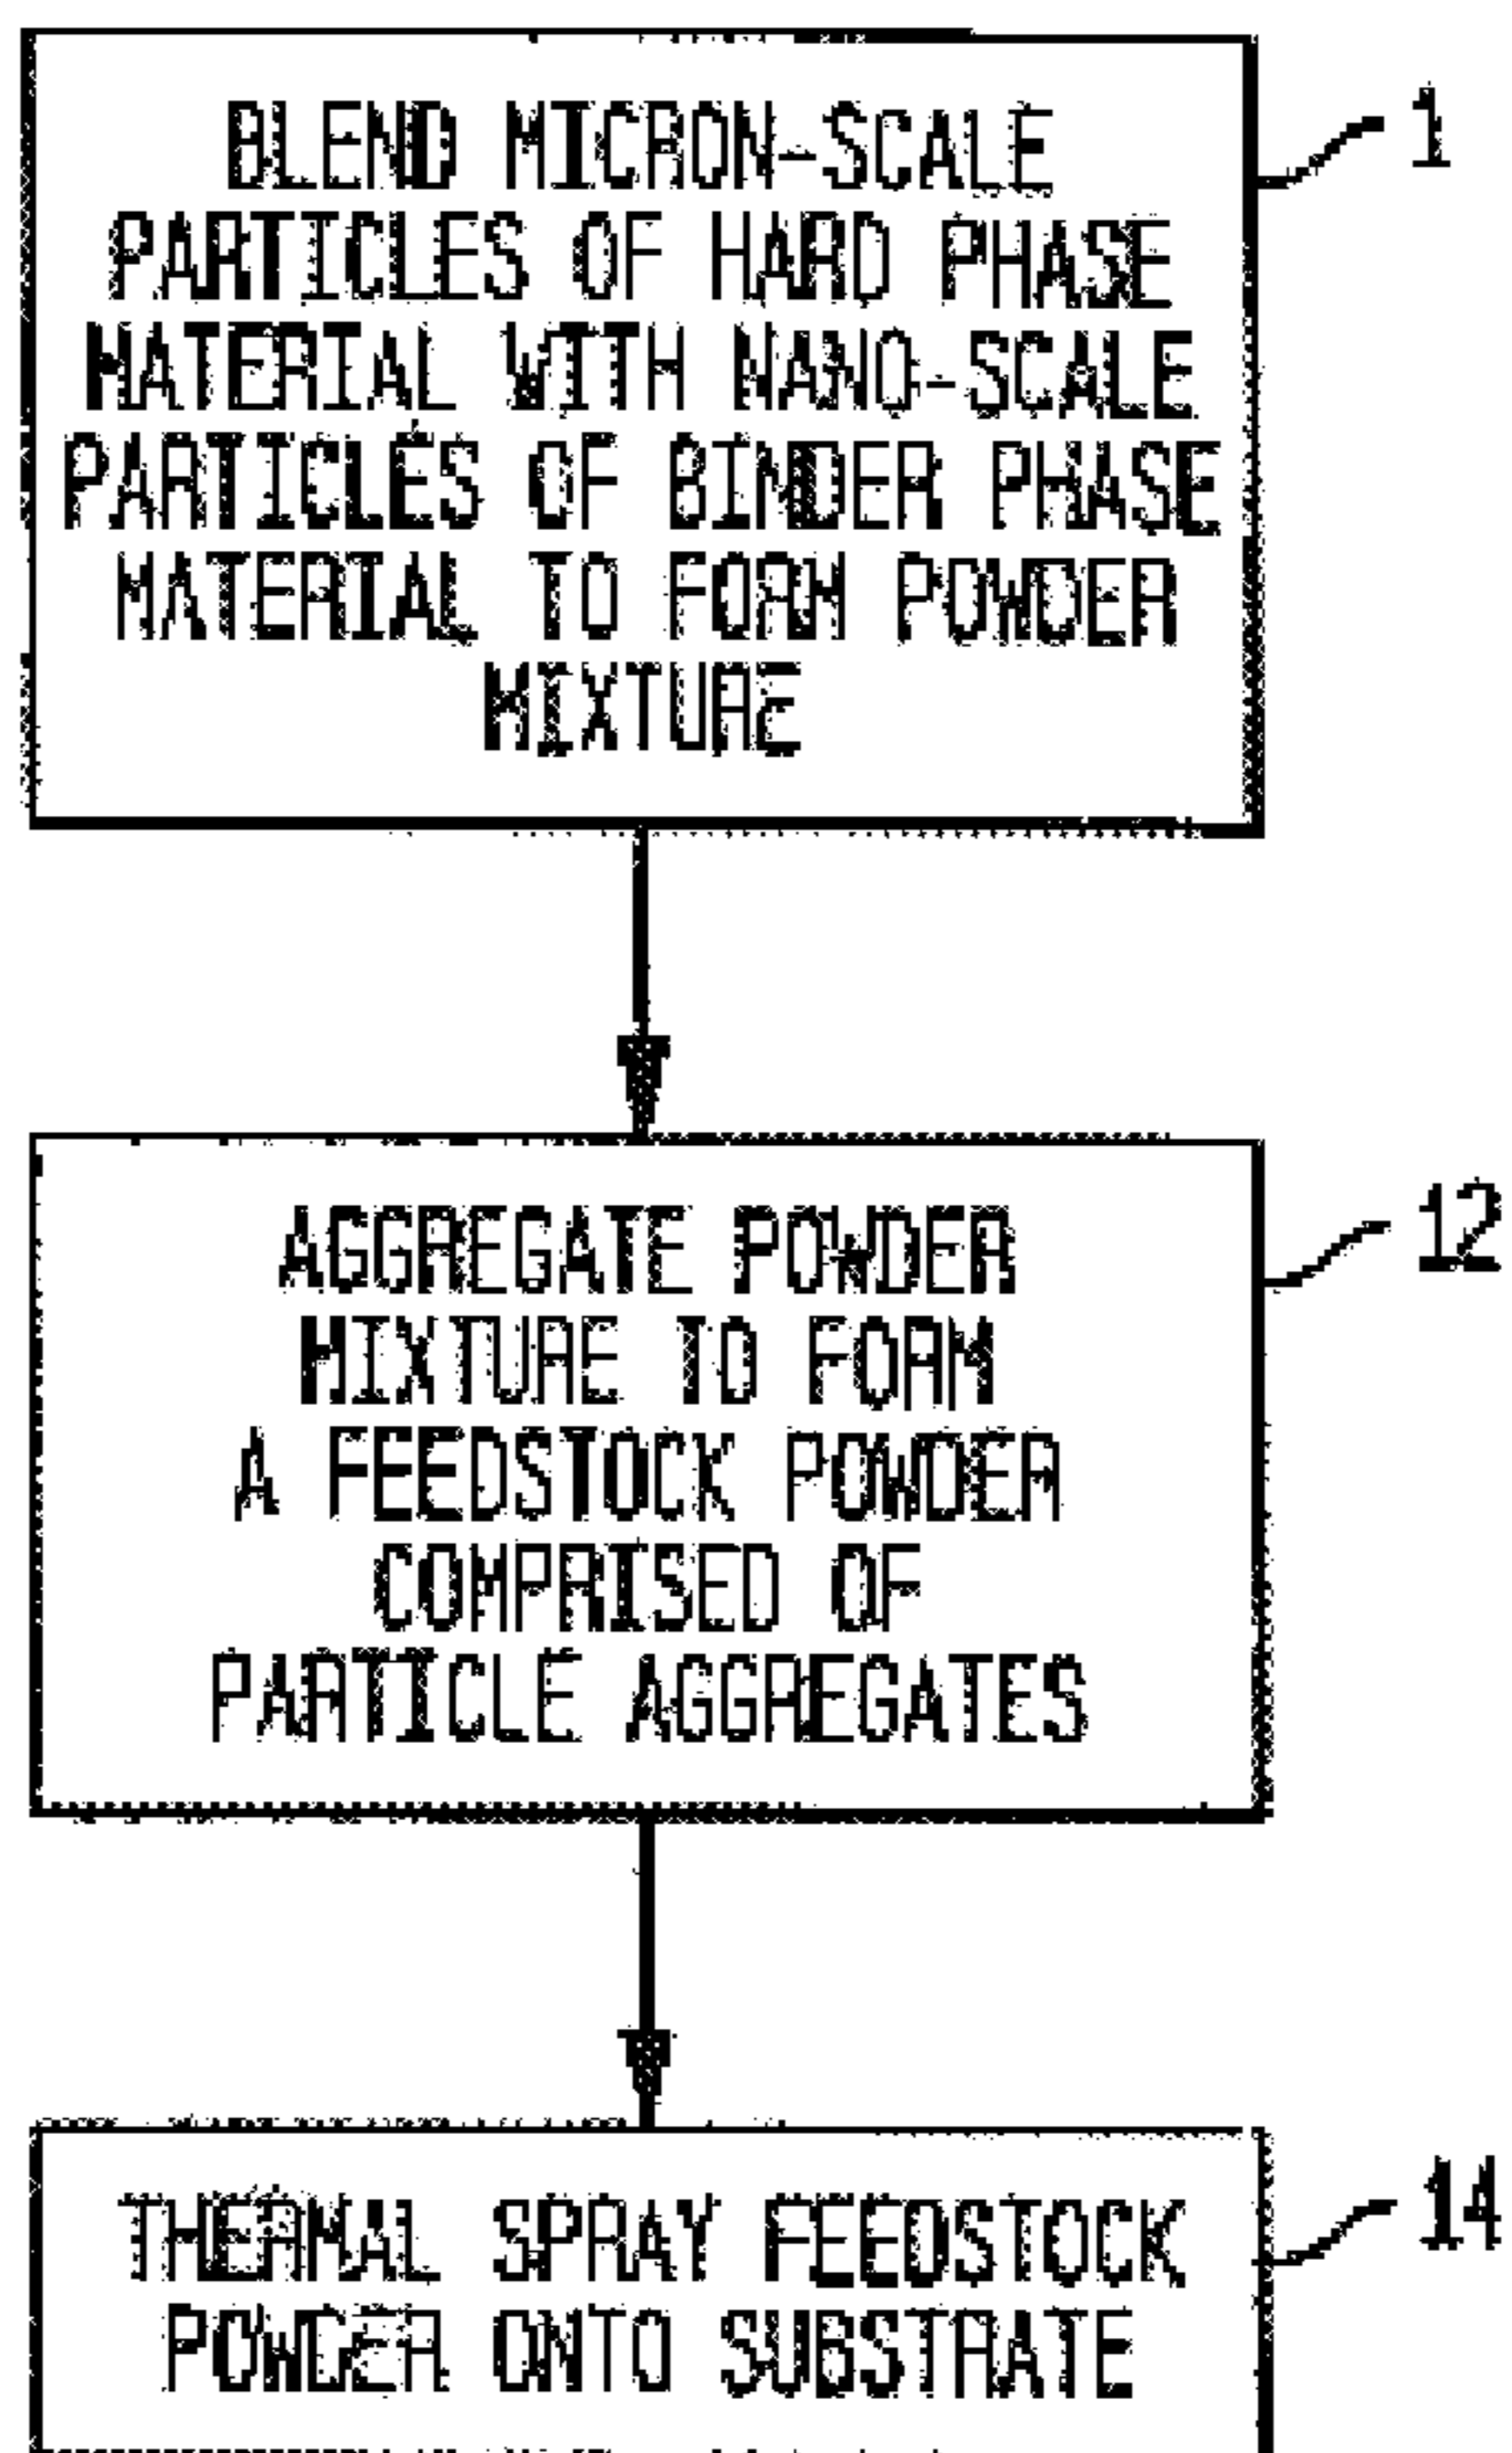 BLEND MICRON-SCALE
PARTICLES OF HARD PHASE
MATERIAL WITH NANO-SCALE
PARTICLES OF BINDER PHASE
MATERIAL TO FORM POWDER
MIXTURE
1
AGGREGATE POWDER
MIXTURE TO FORM
A FEEDSTOCK POWDER
COMPRISED OF
PARTICLE AGGREGATES
12
THERMAL SPRAY FEEDSTOCK
POWDER ONTO SUBSTRATE
14